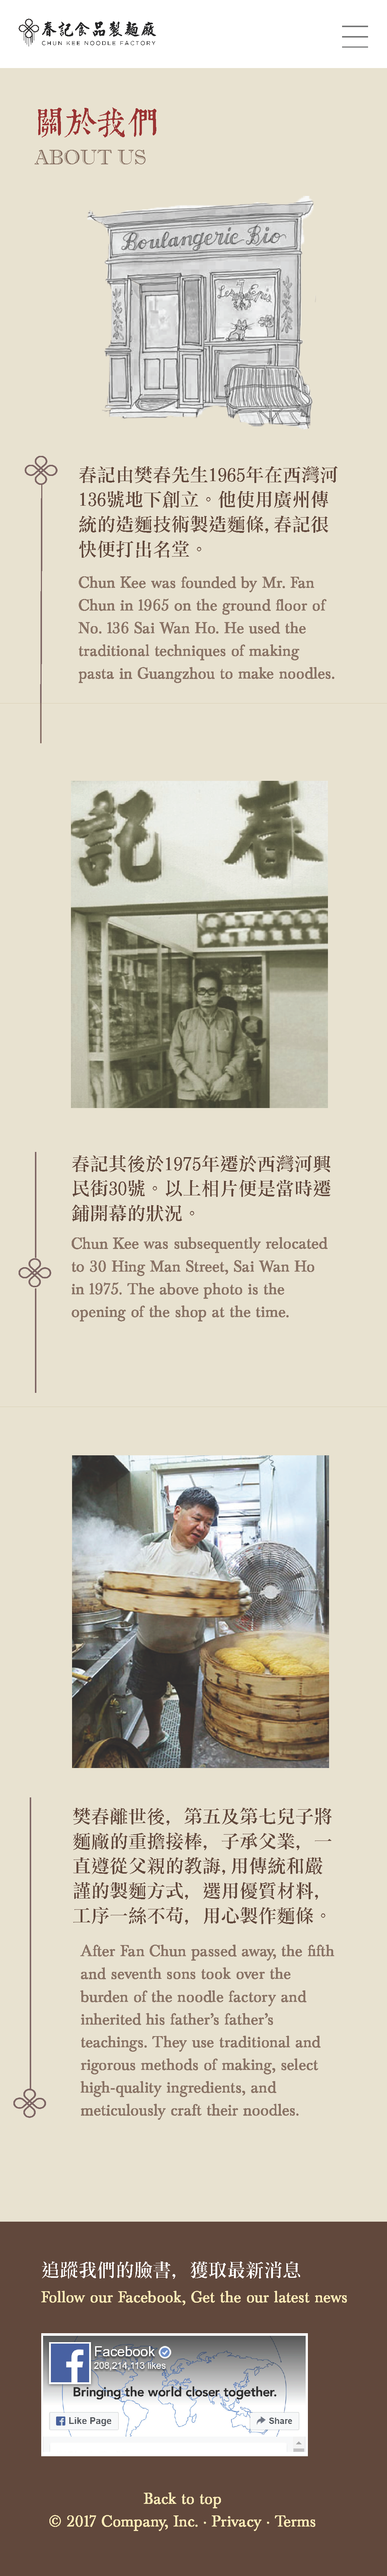 春記食品製麵廠
CHUN KEE NOODLE FACTORY
關於我們
ABOUT US
Boulangerie Bio
春記由樊春先生1965年在西灣河
136號地下創立。他使用廣州傳
統的造麵技術製造麵條，春記很
快便打出名堂。
Chun Kee was founded by Mr. Fan
Chun in 1965 on the ground floor of
No. 136 Sai Wan Ho. He used the
traditional techniques of making
pasta in Guangzhou to make noodles.
記 春
春記其後於1975年遷於西灣河興
民街30號。以上相片便是當時遷
鋪開幕的狀況。
Chun Kee was subsequently relocated
to 30 Hing Man Street, Sai Wan Ho
in 1975. The above photo is the
opening of the shop at the time.
樊春離世後，第五及第七兒子將
麵廠的重擔接棒，子承父業，一
直遵從父親的教誨，用傳統和嚴
謹的製麵方式，選用優質材料，
工序一絲不苟，用心製作麵條。
After Fan Chun passed away, the fifth
and seventh sons took over the
burden of the noodle factory and
inherited his father's father's
teachings. They use traditional and
rigorous methods of making, select
high-quality ingredients, and
meticulously craft their noodles.
追蹤我們的臉書，獲取最新消息
Follow our Facebook, Get the our latest news
Facebook
208,214,113 likes
Bringing the world closer together.
Like Page
Share
Back to top
© 2017 Company, Inc. · Privacy · Terms